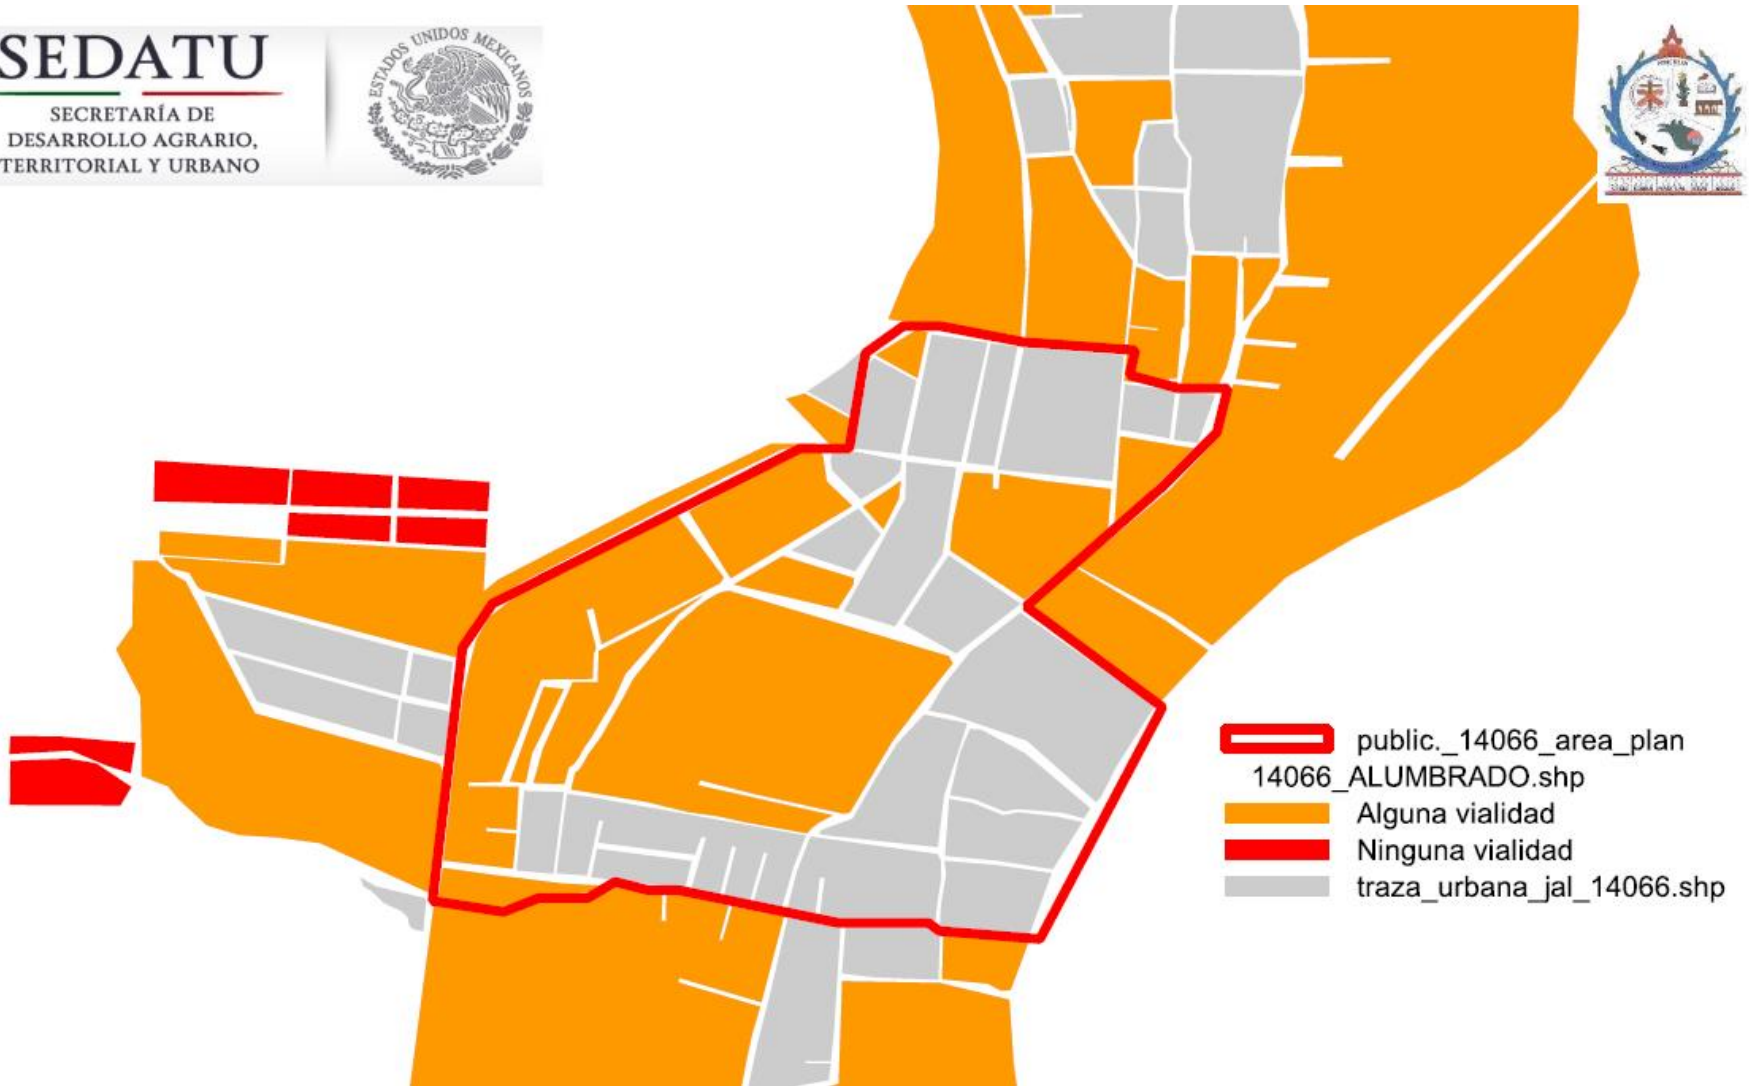 SEDATU
SECRETARÍA DE
DESARROLLO AGRARIO,
TERRITORIAL Y URBANO
ESTADOS UNIDOS MEXICANOS
public._14066_area_plan
14066_ALUMBRADO.shp
Alguna vialidad
Ninguna vialidad
traza_urbana_jal_14066.shp